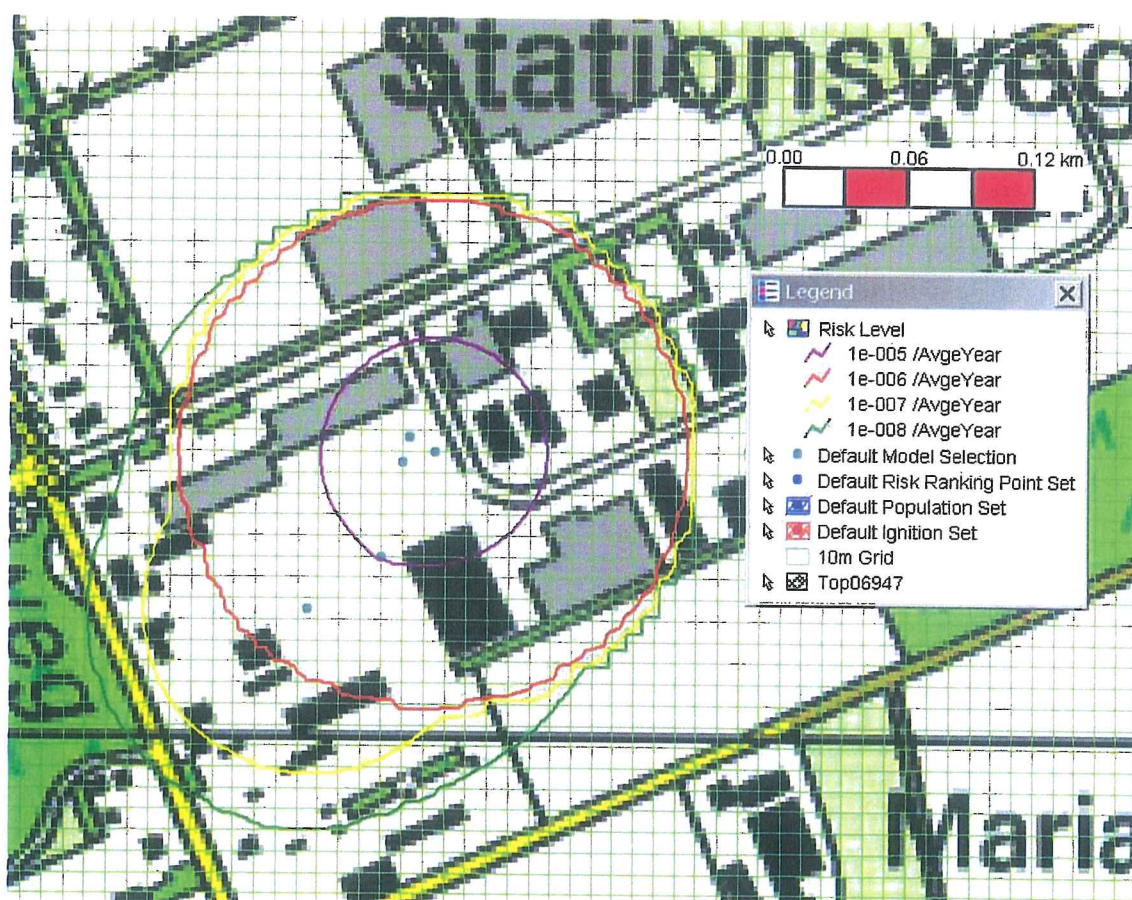 Stationsweg
0.00 0.06 0.12 km
Legend
Risk Level
1e-005 /AvgeYear
1e-006 /AvgeYear
1e-007 /AvgeYear
1e-008 /AvgeYear
Default Model Selection
Default Risk Ranking Point Set
Default Population Set
Default Ignition Set
10m Grid
Top06947
Maria